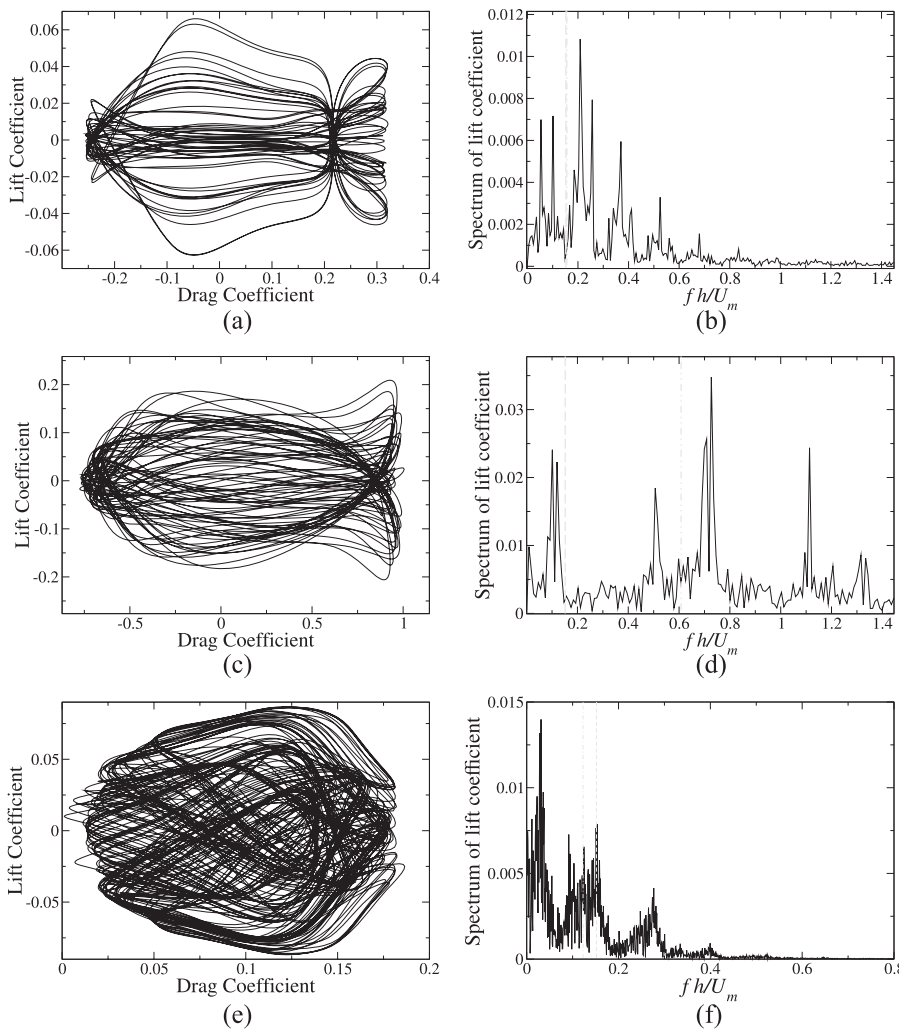 0.06
0.04
0.02
0
-0.02
-0.04
-0.06
Lift Coefficient
-0.2 -0.1 0 0.1 0.2 0.3 0.4
Drag Coefficient
(a)
0.012
0.01
0.008
0.006
0.004
0.002
0
Spectrum of lift coefficient
0 0.2 0.4 0.6 0.8 1 1.2 1.4
f h/U_m
(b)
0.2
0.1
0
-0.1
-0.2
Lift Coefficient
-0.5 0 0.5 1
Drag Coefficient
(c)
0.03
0.02
0.01
0
Spectrum of lift coefficient
0.2 0.4 0.6 0.8 1 1.2 1.4
f h/U_m
(d)
0.05
0
-0.05
Lift Coefficient
0 0.05 0.1 0.15 0.2
Drag Coefficient
(e)
0.015
0.01
0.005
0
Spectrum of lift coefficient
0 0.2 0.4 0.6 0.8
f h/U_m
(f)